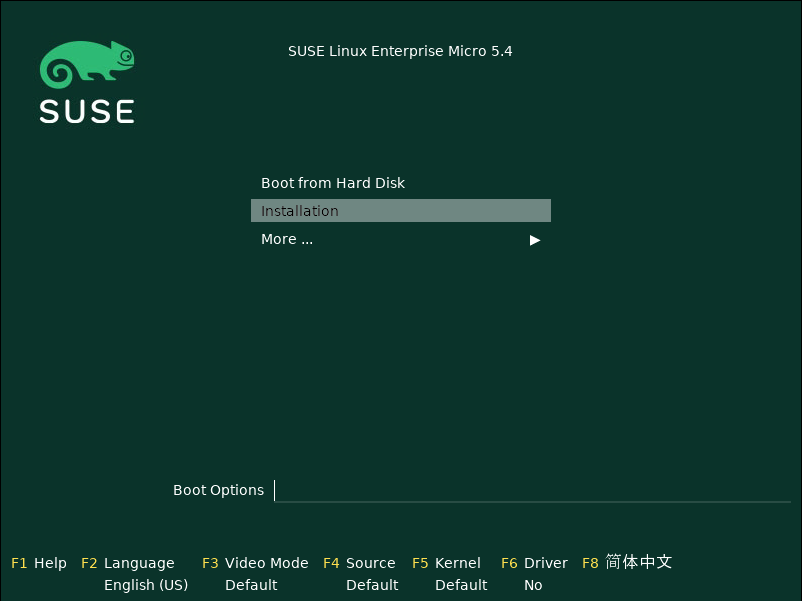 SUSE
SUSE Linux Enterprise Micro 5.4
Boot from Hard Disk
Installation
More ...
Boot Options
F1 Help F2 Language F3 Video Mode F4 Source F5 Kernel F6 Driver F8 简体中文
English (US) Default Default Default No